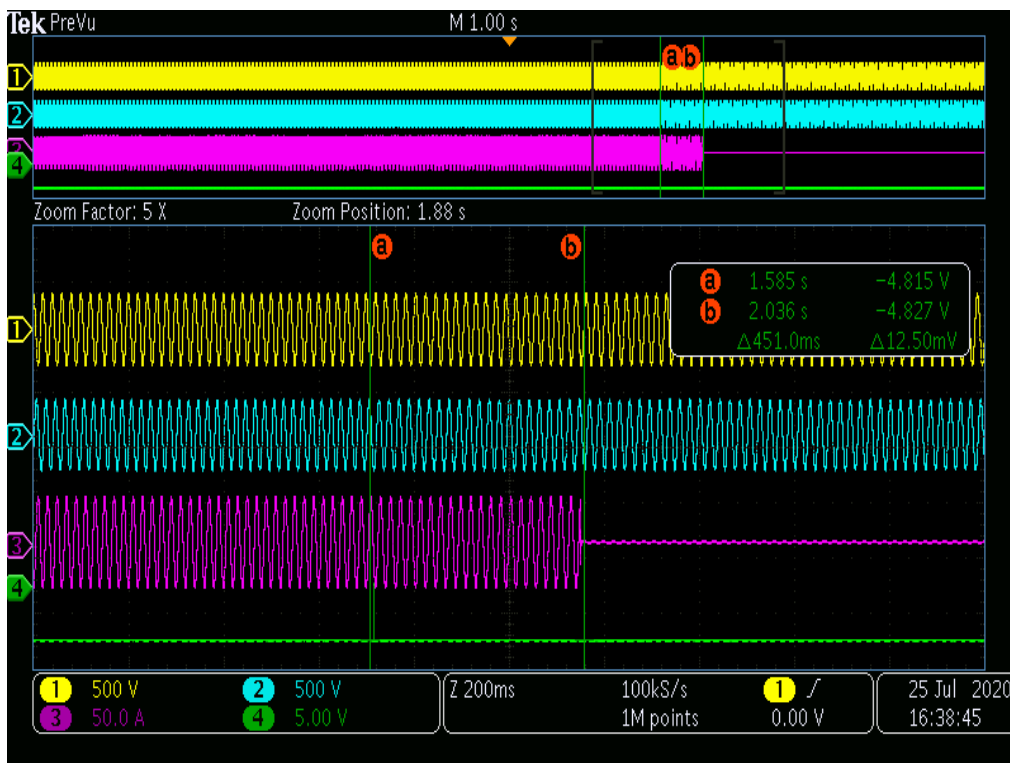 Tek PreVu M 1.00 s
a b
1
2
3
4
Zoom Factor: 5 X Zoom Position: 1.88 s
a b
a 1.585 s -4.815 V
b 2.036 s -4.827 V
Δ451.0ms Δ12.50mV
1
2
3
4
1 500 V 2 500 V Z 200ms 100kS/s 1 / 25 Jul 2020
3 50.0 A 4 5.00 V 1M points 0.00 V 16:38:45